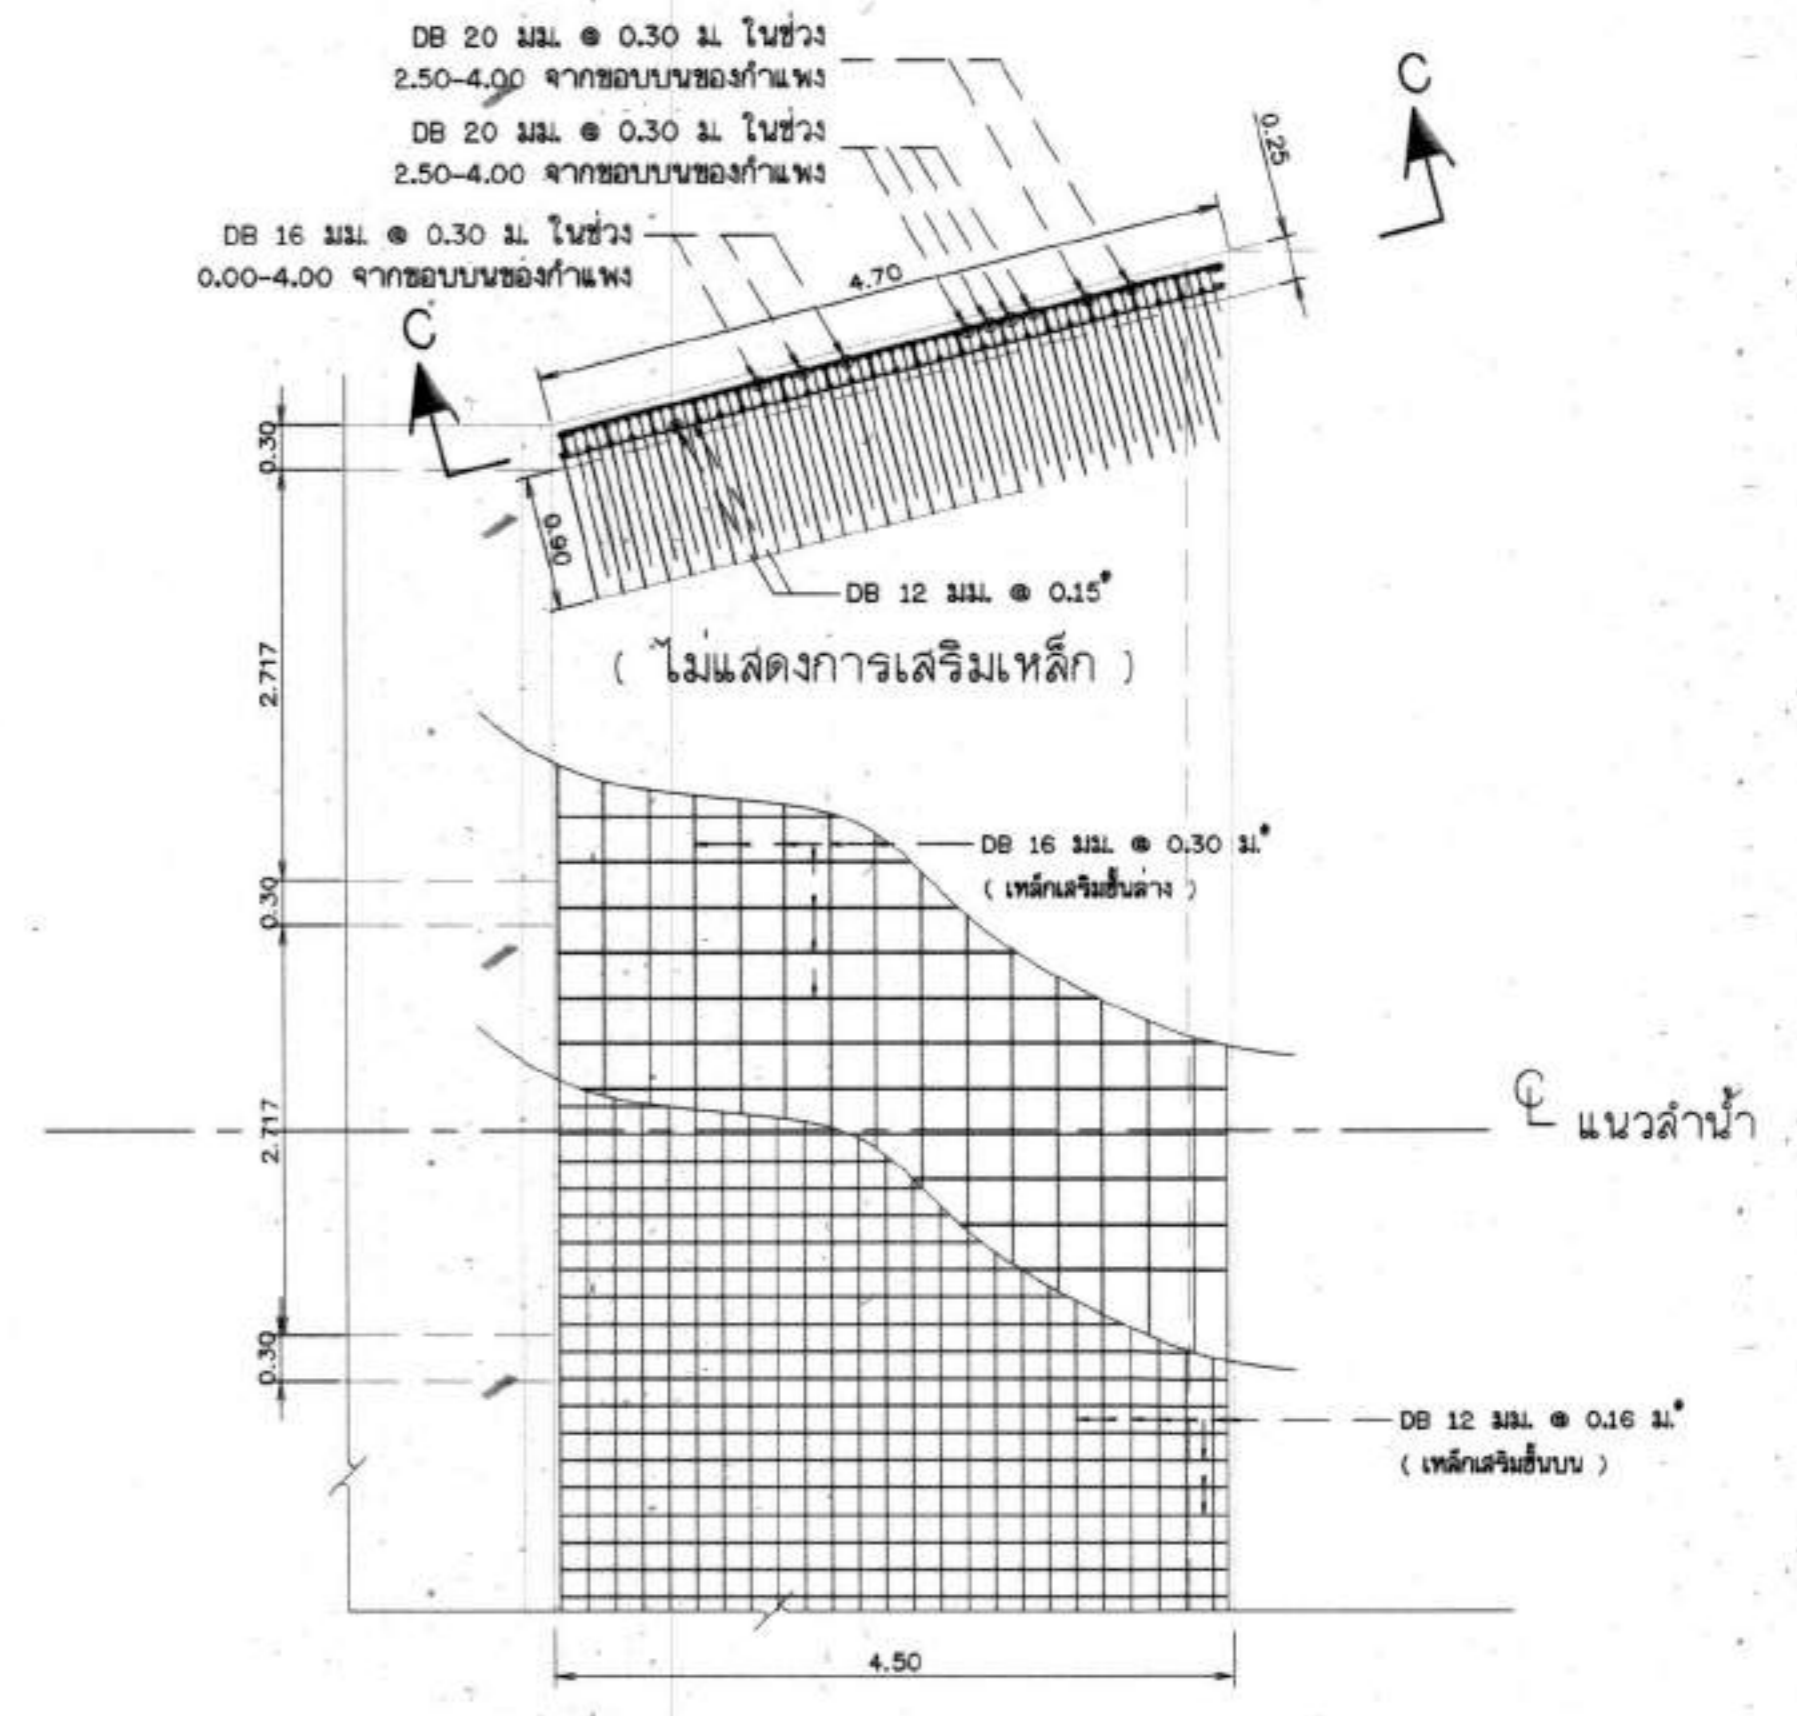 DB 20 มม. @ 0.30 ม. ในช่วง
2.50-4.00 จากขอบบนของกำแพง
DB 20 มม. @ 0.30 ม. ในช่วง
2.50-4.00 จากขอบบนของกำแพง
DB 16 มม. @ 0.30 ม. ในช่วง
0.00-4.00 จากขอบบนของกำแพง
C
0.25
4.70
C
0.30
0.90
DB 12 มม. @ 0.15#
( ไม่แสดงการเสริมเหล็ก )
2.717
DB 16 มม. @ 0.30 ม.#
( เหล็กเสริมชั้นล่าง )
0.30
2.717
℄ แนวลำน้ำ
0.30
DB 12 มม. @ 0.16 ม.#
( เหล็กเสริมชั้นบน )
4.50